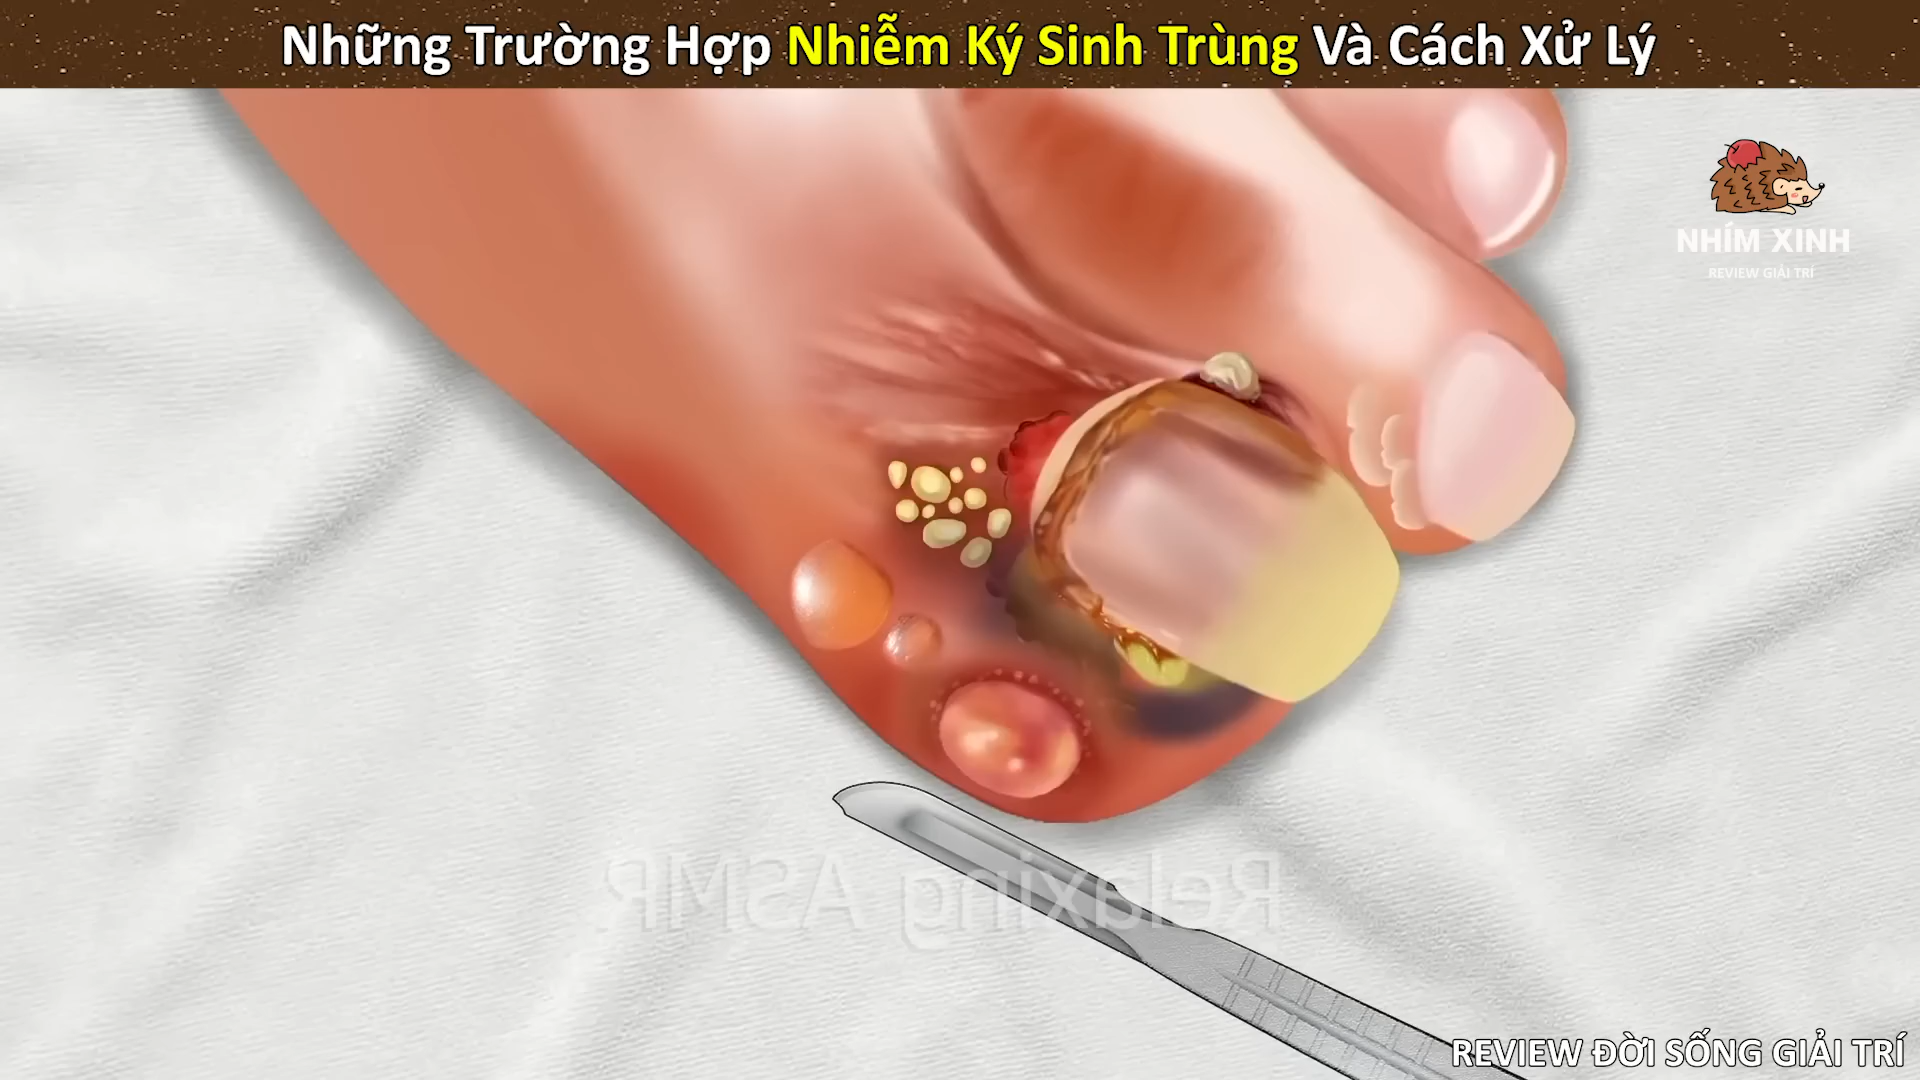 Những Trường Hợp Nhiễm Ký Sinh Trùng Và Cách Xử Lý
NHÍM XINH
REVIEW GIẢI TRÍ
Relaxing ASMR
REVIEW ĐỜI SỐNG GIẢI TRÍ